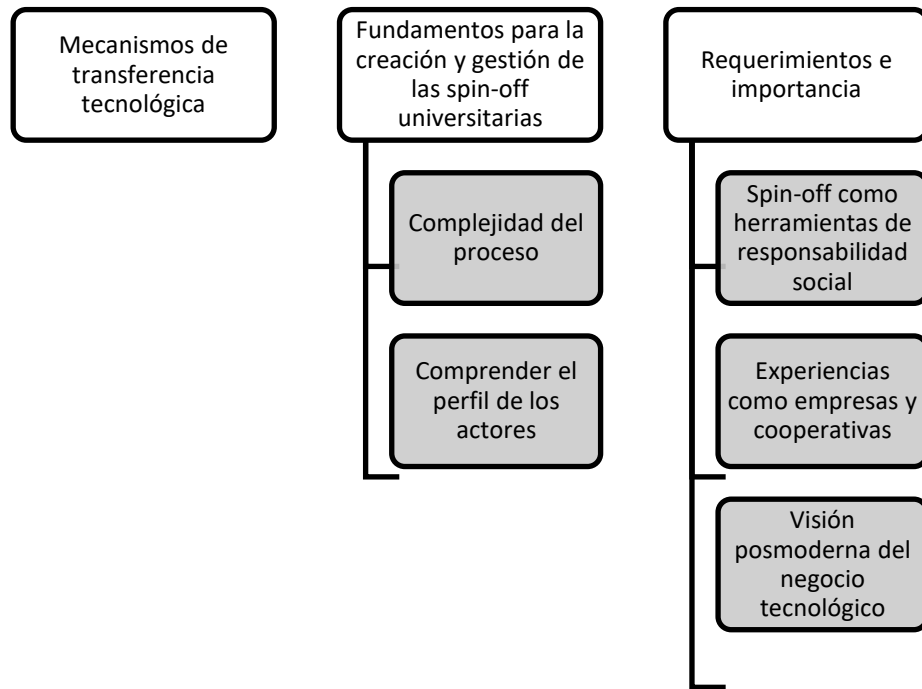 Mecanismos de
transferencia
tecnológica
Fundamentos para la
creación y gestión de
las spin-off
universitarias
Complejidad del
proceso
Comprender el
perfil de los
actores
Requerimientos e
importancia
Spin-off como
herramientas de
responsabilidad
social
Experiencias
como empresas y
cooperativas
Visión
posmoderna del
negocio
tecnológico